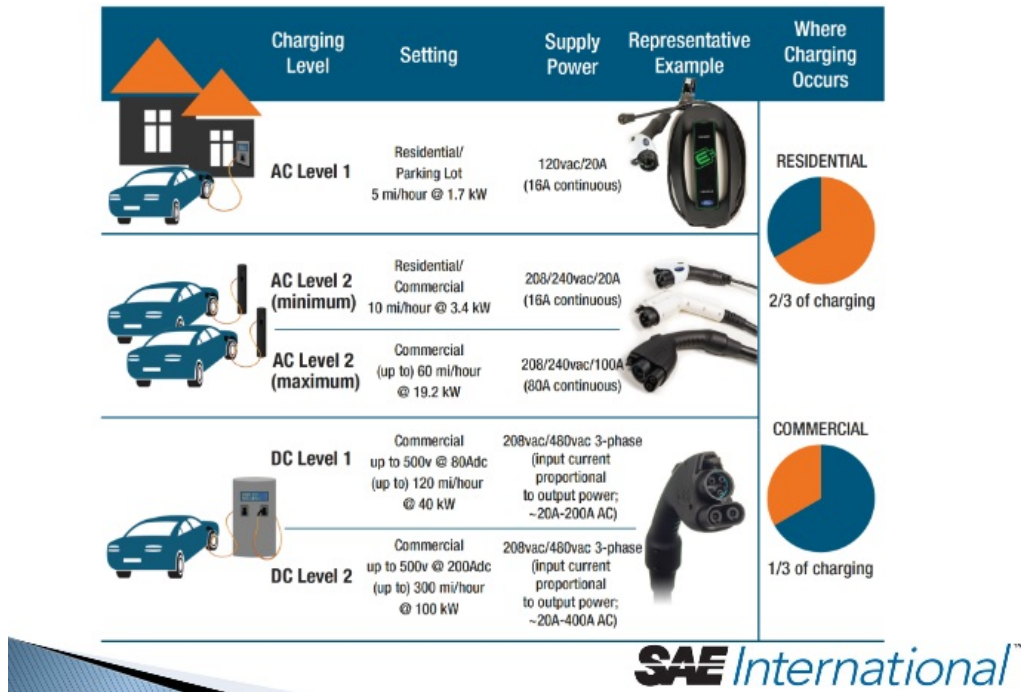 Charging
Level
Setting
Supply
Power
Representative
Example
Where
Charging
Occurs
AC Level 1
Residential/
Parking Lot
5 mi/hour @ 1.7 kW
120vac/20A
(16A continuous)
RESIDENTIAL
2/3 of charging
AC Level 2
(minimum)
Residential/
Commercial
10 mi/hour @ 3.4 kW
208/240vac/20A
(16A continuous)
AC Level 2
(maximum)
Commercial
(up to) 60 mi/hour
@ 19.2 kW
208/240vac/100A
(80A continuous)
DC Level 1
Commercial
up to 500v @ 80Adc
(up to) 120 mi/hour
@ 40 kW
208vac/480vac 3-phase
(input current
proportional
to output power;
~20A-200A AC)
COMMERCIAL
1/3 of charging
DC Level 2
Commercial
up to 500v @ 200Adc
(up to) 300 mi/hour
@ 100 kW
208vac/480vac 3-phase
(input current
proportional
to output power;
~20A-400A AC)
SAE International™